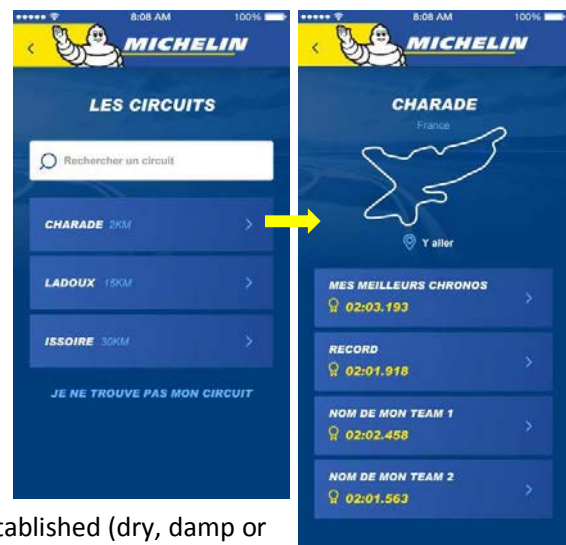 8:08 AM 100%
MICHELIN
LES CIRCUITS
Rechercher un circuit
CHARADE 2KM
LADOUX 15KM
ISSOIRE 30KM
JE NE TROUVE PAS MON CIRCUIT
8:08 AM 100%
MICHELIN
CHARADE
France
Y aller
MES MEILLEURS CHRONOS
02:03.193
RECORD
02:01.918
NOM DE MON TEAM 1
02:02.458
NOM DE MON TEAM 2
02:01.563
tablished (dry, damp or